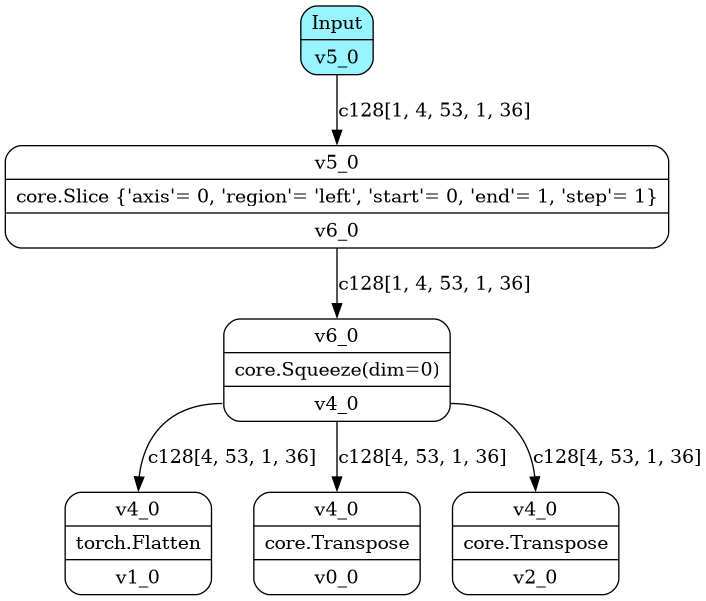 Input
v5_0
c128[1, 4, 53, 1, 36]
v5_0
core.Slice {'axis'= 0, 'region'= 'left', 'start'= 0, 'end'= 1, 'step'= 1}
v6_0
c128[1, 4, 53, 1, 36]
v6_0
core.Squeeze(dim=0)
v4_0
c128[4, 53, 1, 36]
c128[4, 53, 1, 36]
c128[4, 53, 1, 36]
v4_0
torch.Flatten
v1_0
v4_0
core.Transpose
v0_0
v4_0
core.Transpose
v2_0